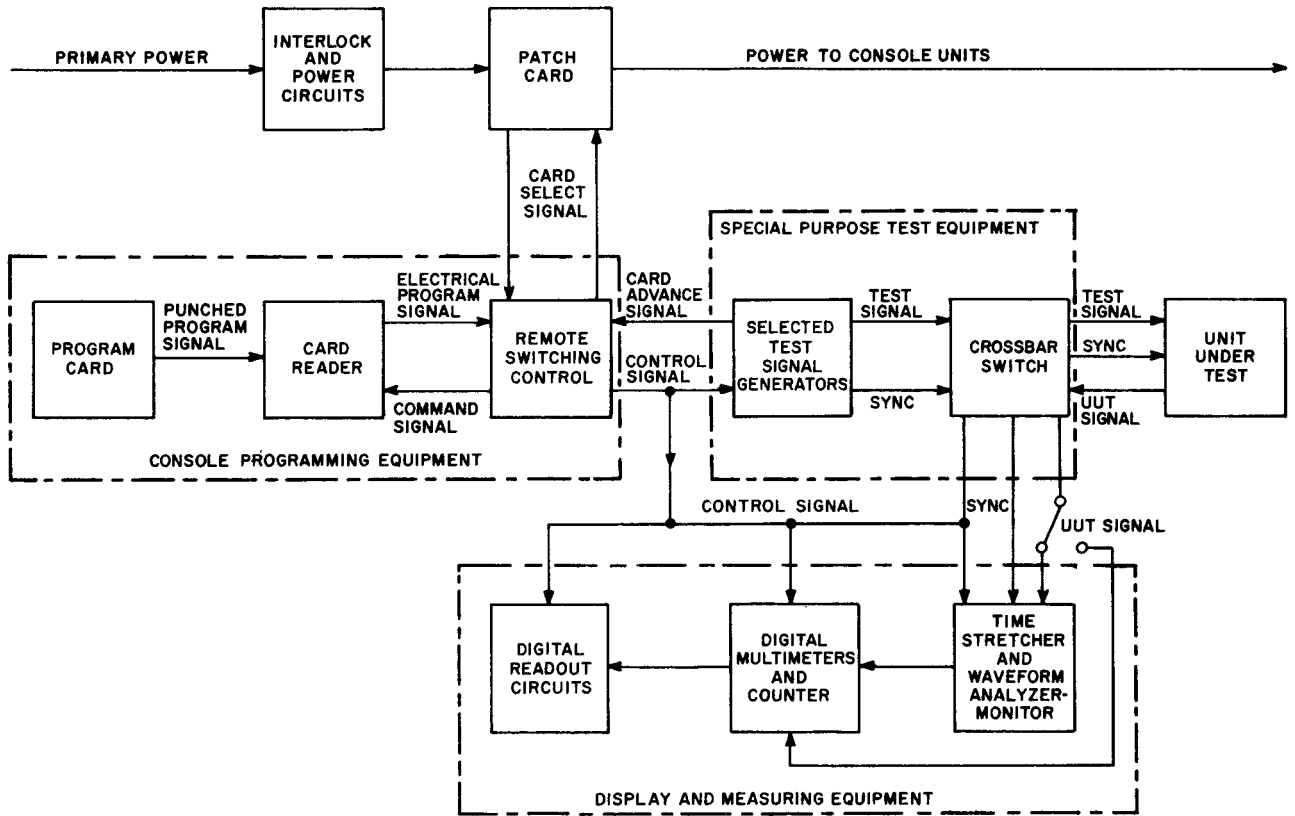 PRIMARY POWER
INTERLOCK
AND
POWER
CIRCUITS
PATCH
CARD
POWER TO CONSOLE UNITS
CARD
SELECT
SIGNAL
SPECIAL PURPOSE TEST EQUIPMENT
PROGRAM
CARD
PUNCHED
PROGRAM
SIGNAL
CARD
READER
ELECTRICAL
PROGRAM
SIGNAL
COMMAND
SIGNAL
REMOTE
SWITCHING
CONTROL
CARD
ADVANCE
SIGNAL
CONTROL
SIGNAL
SELECTED
TEST
SIGNAL
GENERATORS
TEST
SIGNAL
SYNC
CROSSBAR
SWITCH
TEST
SIGNAL
SYNC
UUT
SIGNAL
UNIT
UNDER
TEST
CONSOLE PROGRAMMING EQUIPMENT
CONTROL SIGNAL
SYNC
UUT SIGNAL
DIGITAL
READOUT
CIRCUITS
DIGITAL
MULTIMETERS
AND
COUNTER
TIME
STRETCHER
AND
WAVEFORM
ANALYZER-
MONITOR
DISPLAY AND MEASURING EQUIPMENT